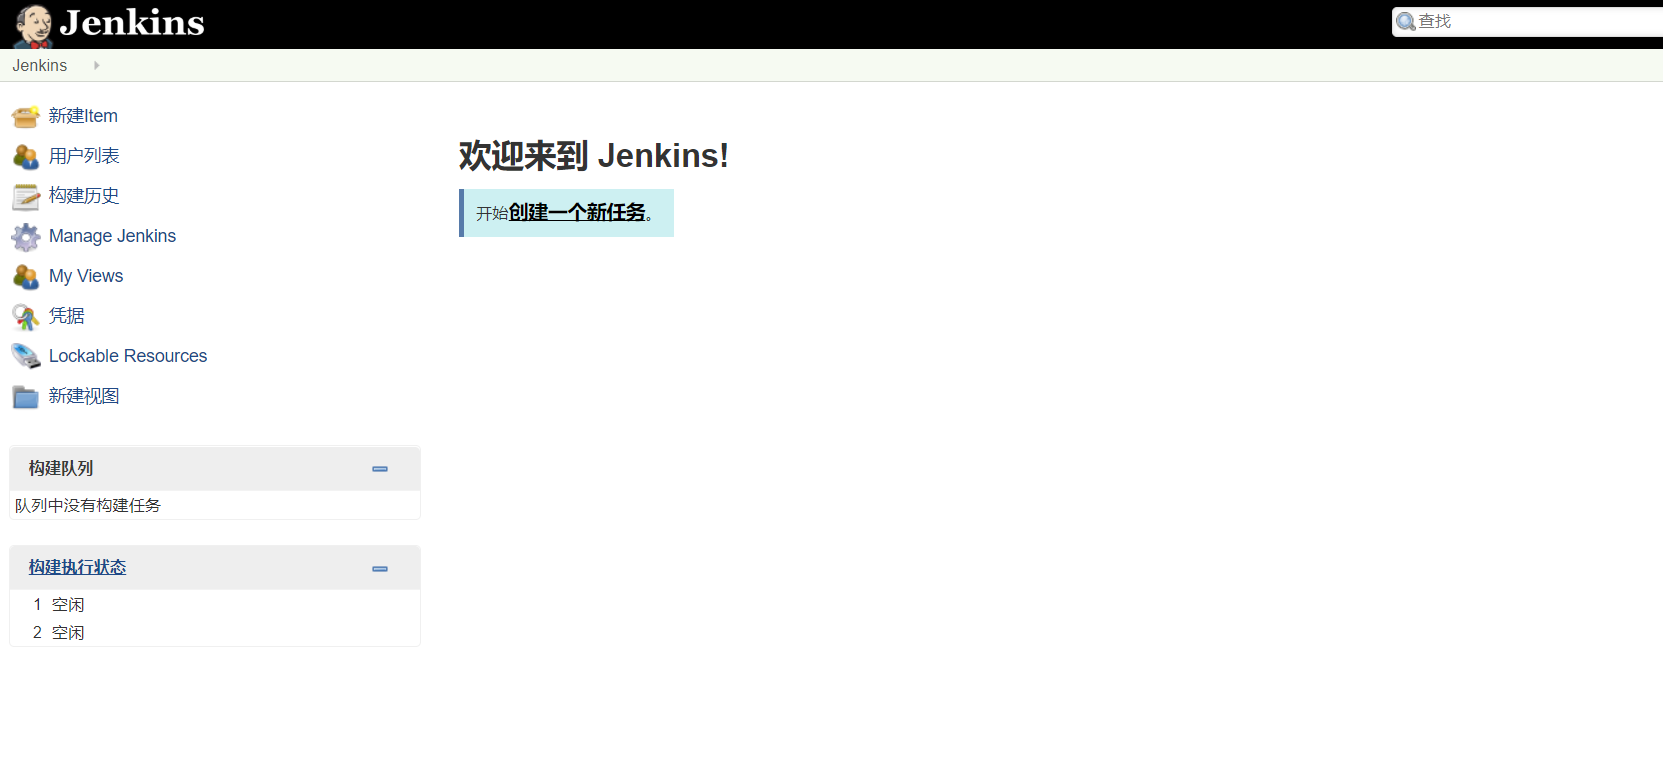 Jenkins
查找
Jenkins
新建Item
用户列表
构建历史
Manage Jenkins
My Views
凭据
Lockable Resources
新建视图
欢迎来到 Jenkins!
开始创建一个新任务。
构建队列
队列中没有构建任务
构建执行状态
1 空闲
2 空闲